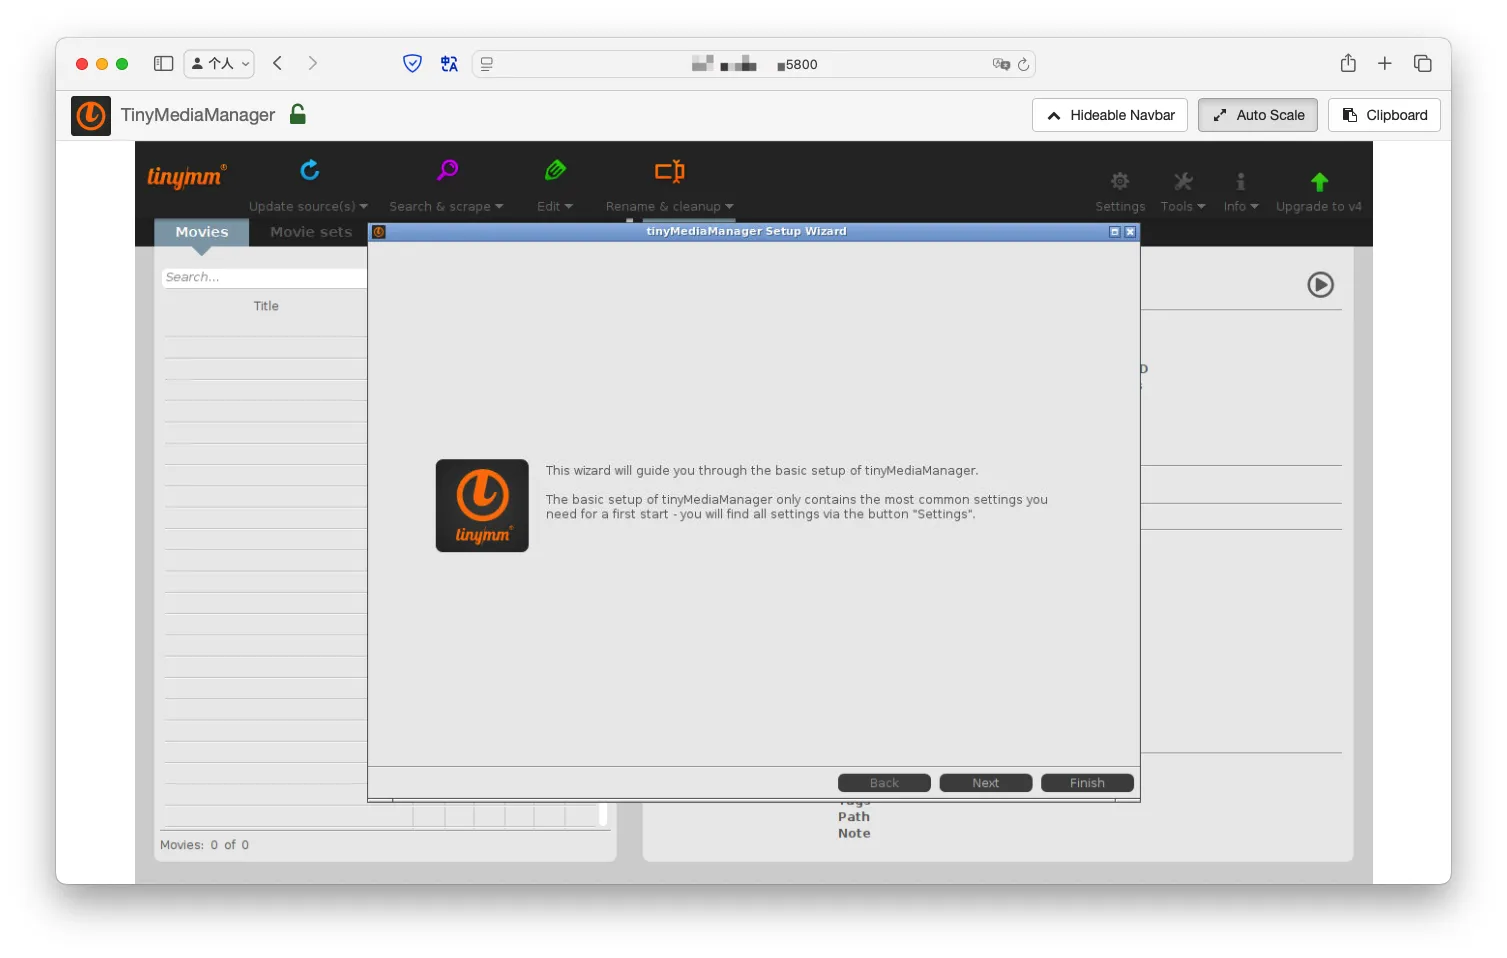 个人
5800
TinyMediaManager
Hideable Navbar
Auto Scale
Clipboard
tinymm®
Update source(s)
Search & scrape
Edit
Rename & cleanup
Settings
Tools
Info
Upgrade to v4
Movies
Movie sets
tinyMediaManager Setup Wizard
Search...
Title
This wizard will guide you through the basic setup of tinyMediaManager.
The basic setup of tinyMediaManager only contains the most common settings you
need for a first start - you will find all settings via the button "Settings".
tinymm®
Back
Next
Finish
Tags
Path
Note
Movies: 0 of 0